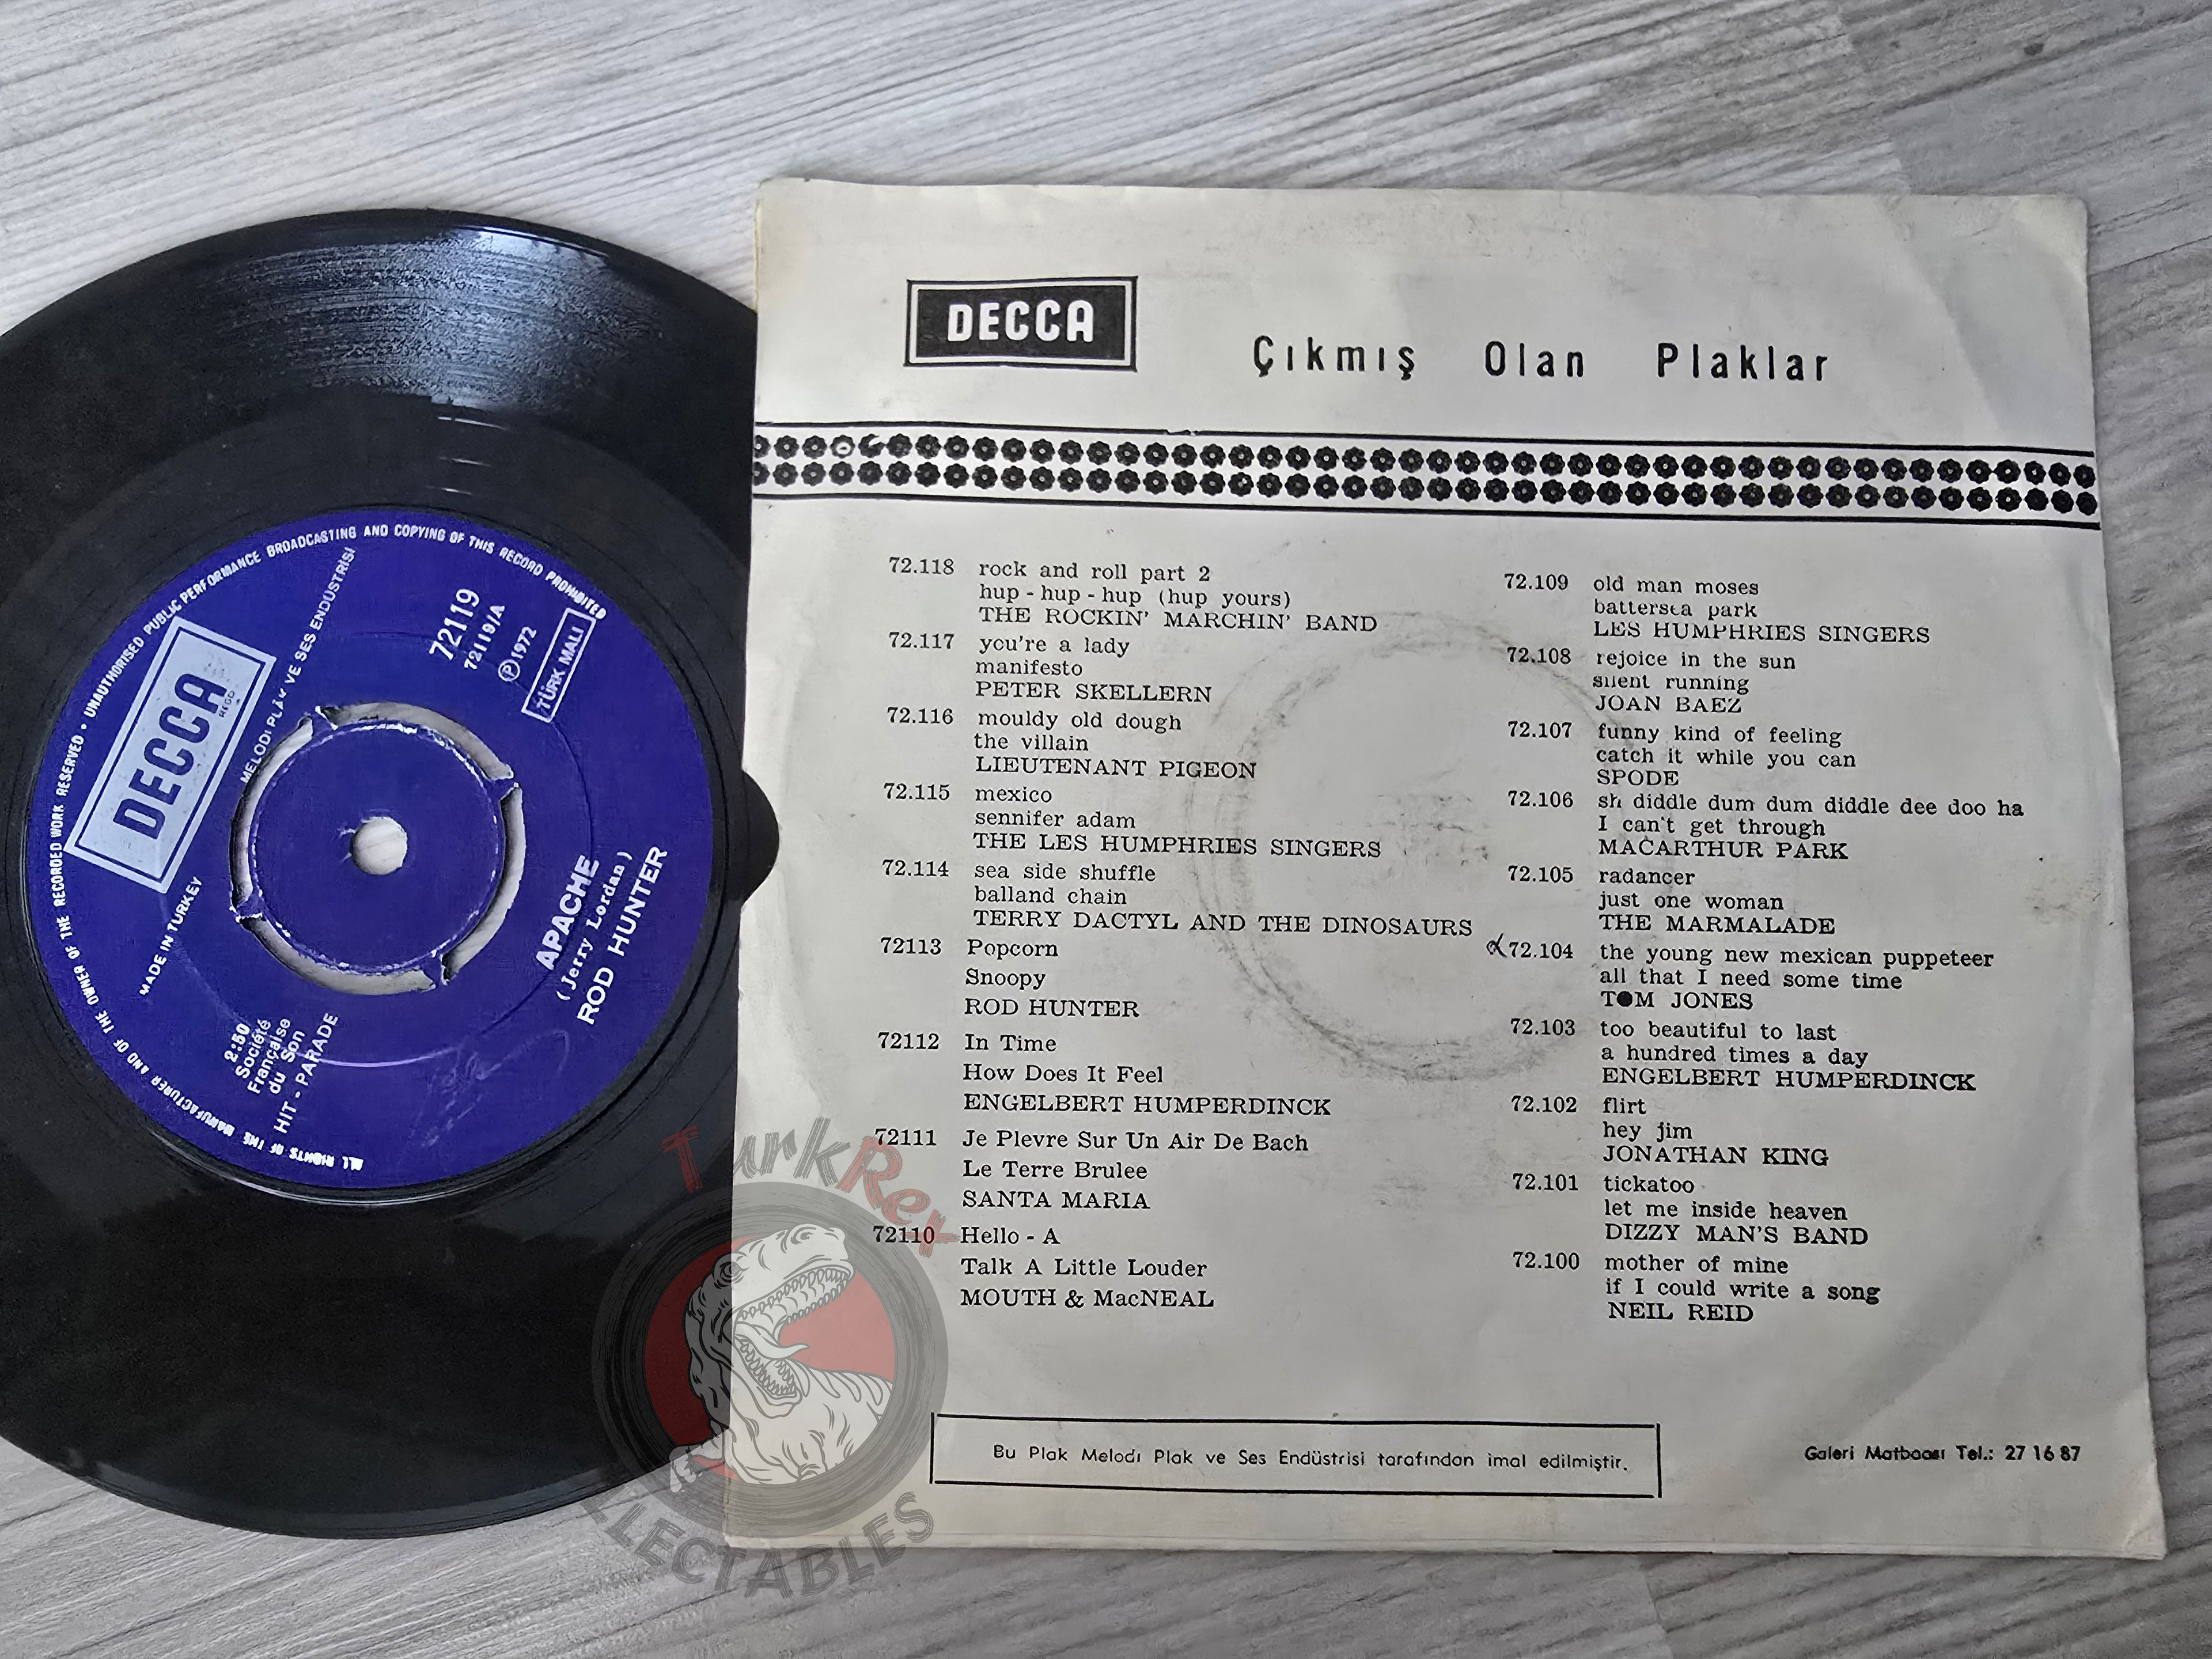 ALL RIGHTS OF THE MANUFACTURER AND OF THE OWNER OF THE RECORDED WORK RESERVED • UNAUTHORISED PUBLIC PERFORMANCE BROADCASTING AND COPYING OF THIS RECORD PROHIBITED
DECCA
REGD
MELODİ PLAK VE SES ENDÜSTRİSİ
MADE IN TURKEY
72119
72119/A
Ⓟ 1972
TÜRK MALI
2:50
Société
Française
du Son
HIT - PARADE
APACHE
(Jerry Lordan)
ROD HUNTER
DECCA
Çıkmış Olan Plaklar
72.118 rock and roll part 2
hup - hup - hup (hup yours)
THE ROCKIN' MARCHIN' BAND
72.117 you're a lady
manifesto
PETER SKELLERN
72.116 mouldy old dough
the villain
LIEUTENANT PIGEON
72.115 mexico
sennifer adam
THE LES HUMPHRIES SINGERS
72.114 sea side shuffle
balland chain
TERRY DACTYL AND THE DINOSAURS
72113 Popcorn
Snoopy
ROD HUNTER
72112 In Time
How Does It Feel
ENGELBERT HUMPERDINCK
72111 Je Plevre Sur Un Air De Bach
Le Terre Brulee
SANTA MARIA
72110 Hello - A
Talk A Little Louder
MOUTH & MacNEAL
72.109 old man moses
battersea park
LES HUMPHRIES SINGERS
72.108 rejoice in the sun
silent running
JOAN BAEZ
72.107 funny kind of feeling
catch it while you can
SPODE
72.106 sh diddle dum dum diddle dee doo ha
I can't get through
MACARTHUR PARK
72.105 radancer
just one woman
THE MARMALADE
72.104 the young new mexican puppeteer
all that I need some time
TOM JONES
72.103 too beautiful to last
a hundred times a day
ENGELBERT HUMPERDINCK
72.102 flirt
hey jim
JONATHAN KING
72.101 tickatoo
let me inside heaven
DIZZY MAN'S BAND
72.100 mother of mine
if I could write a song
NEIL REID
Bu Plak Melodi Plak ve Ses Endüstrisi tarafından imal edilmiştir.
Galeri Matbaası Tel.: 27 16 87
TurkRex
LLECTABLES